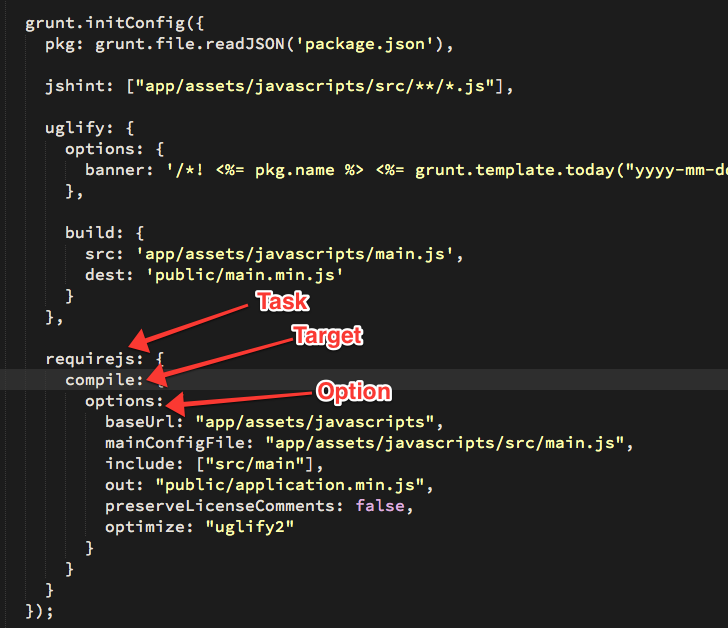 grunt.initConfig({
pkg: grunt.file.readJSON('package.json'),
jshint: ["app/assets/javascripts/src/**/*.js"],
uglify: {
options: {
banner: '/*! <%= pkg.name %> <%= grunt.template.today("yyyy-mm-dd
},
build: {
src: 'app/assets/javascripts/main.js',
dest: 'public/main.min.js'
}
},
Task
Target
requirejs: {
compile: {
Option
options:
baseUrl: "app/assets/javascripts",
mainConfigFile: "app/assets/javascripts/src/main.js",
include: ["src/main"],
out: "public/application.min.js",
preserveLicenseComments: false,
optimize: "uglify2"
}
}
}
});